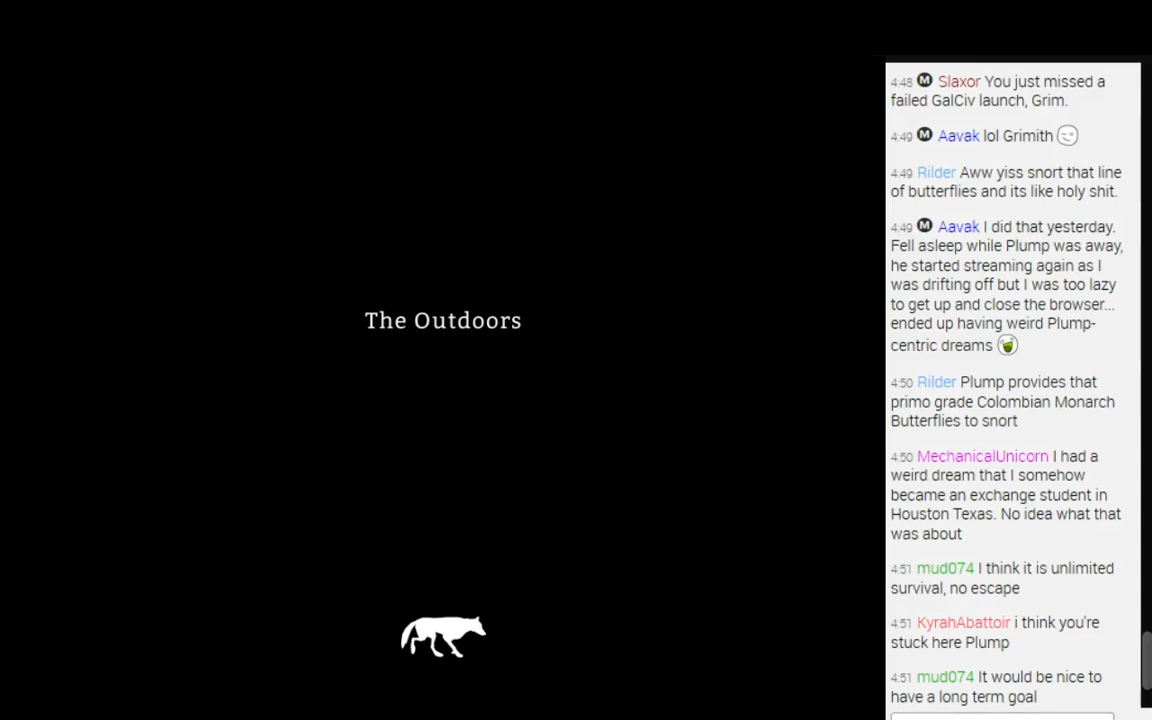 The Outdoors
4:48 M Slaxor You just missed a
failed GalCiv launch, Grim.
4:49 M Aavak lol Grimith
4:49 Rilder Aww yiss snort that line
of butterflies and its like holy shit.
4:49 M Aavak I did that yesterday.
Fell asleep while Plump was away,
he started streaming again as I
was drifting off but I was too lazy
to get up and close the browser...
ended up having weird Plump-
centric dreams
4:50 Rilder Plump provides that
primo grade Colombian Monarch
Butterflies to snort
4:50 MechanicalUnicorn I had a
weird dream that I somehow
became an exchange student in
Houston Texas. No idea what that
was about
4:51 mud074 I think it is unlimited
survival, no escape
4:51 KyrahAbattoir i think you're
stuck here Plump
4:51 mud074 It would be nice to
have a long term goal